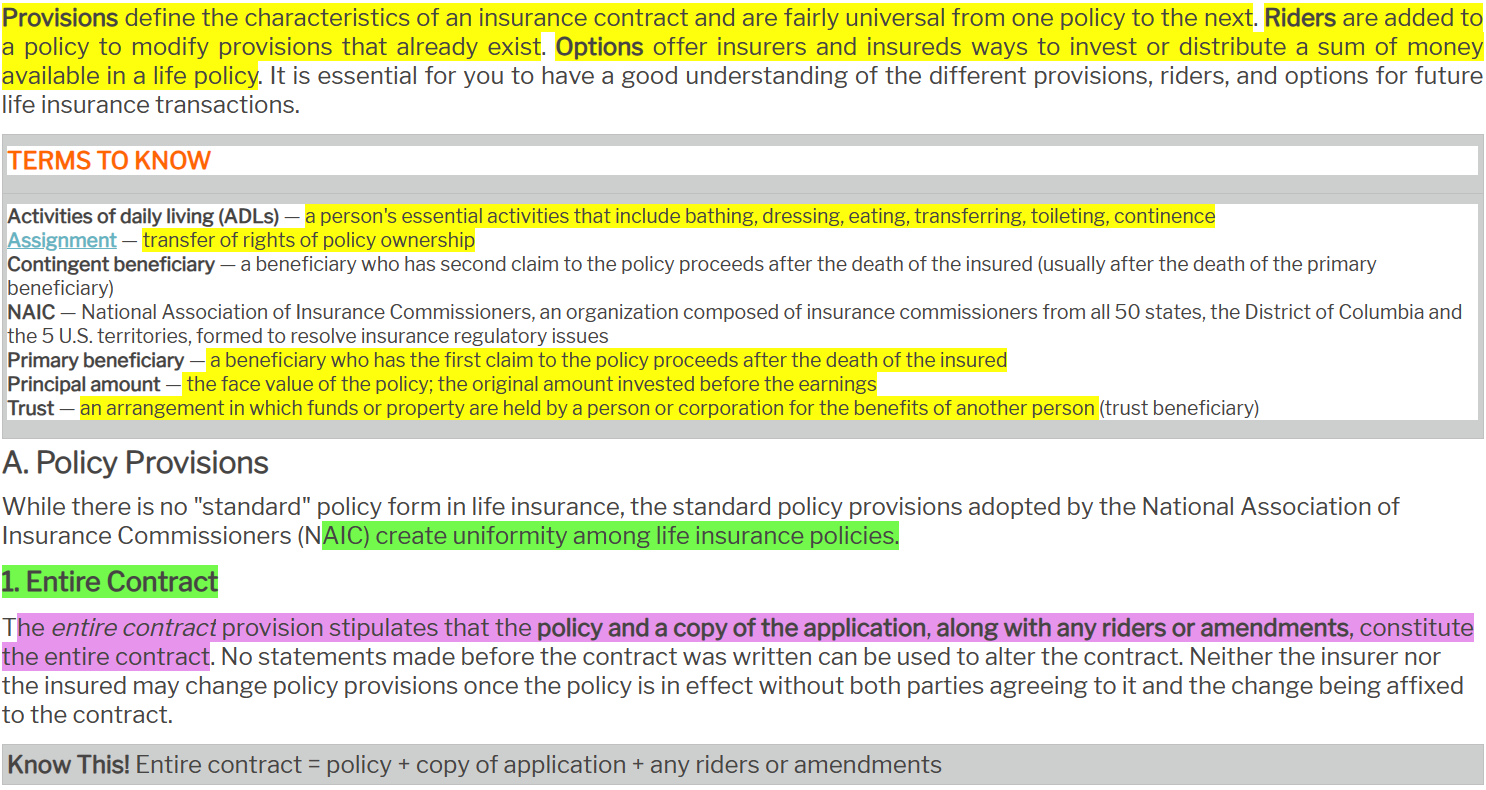 Provisions define the characteristics of an insurance contract and are fairly universal from one policy to the next. Riders are added to
a policy to modify provisions that already exist. Options offer insurers and insureds ways to invest or distribute a sum of money
available in a life policy. It is essential for you to have a good understanding of the different provisions, riders, and options for future
life insurance transactions.
TERMS TO KNOW
Activities of daily living (ADLs) — a person's essential activities that include bathing, dressing, eating, transferring, toileting, continence
Assignment — transfer of rights of policy ownership
Contingent beneficiary — a beneficiary who has second claim to the policy proceeds after the death of the insured (usually after the death of the primary
beneficiary)
NAIC — National Association of Insurance Commissioners, an organization composed of insurance commissioners from all 50 states, the District of Columbia and
the 5 U.S. territories, formed to resolve insurance regulatory issues
Primary beneficiary — a beneficiary who has the first claim to the policy proceeds after the death of the insured
Principal amount — the face value of the policy; the original amount invested before the earnings
Trust — an arrangement in which funds or property are held by a person or corporation for the benefits of another person (trust beneficiary)
A. Policy Provisions
While there is no "standard" policy form in life insurance, the standard policy provisions adopted by the National Association of
Insurance Commissioners (NAIC) create uniformity among life insurance policies.
1. Entire Contract
The entire contract provision stipulates that the policy and a copy of the application, along with any riders or amendments, constitute
the entire contract. No statements made before the contract was written can be used to alter the contract. Neither the insurer nor
the insured may change policy provisions once the policy is in effect without both parties agreeing to it and the change being affixed
to the contract.
Know This! Entire contract = policy + copy of application + any riders or amendments